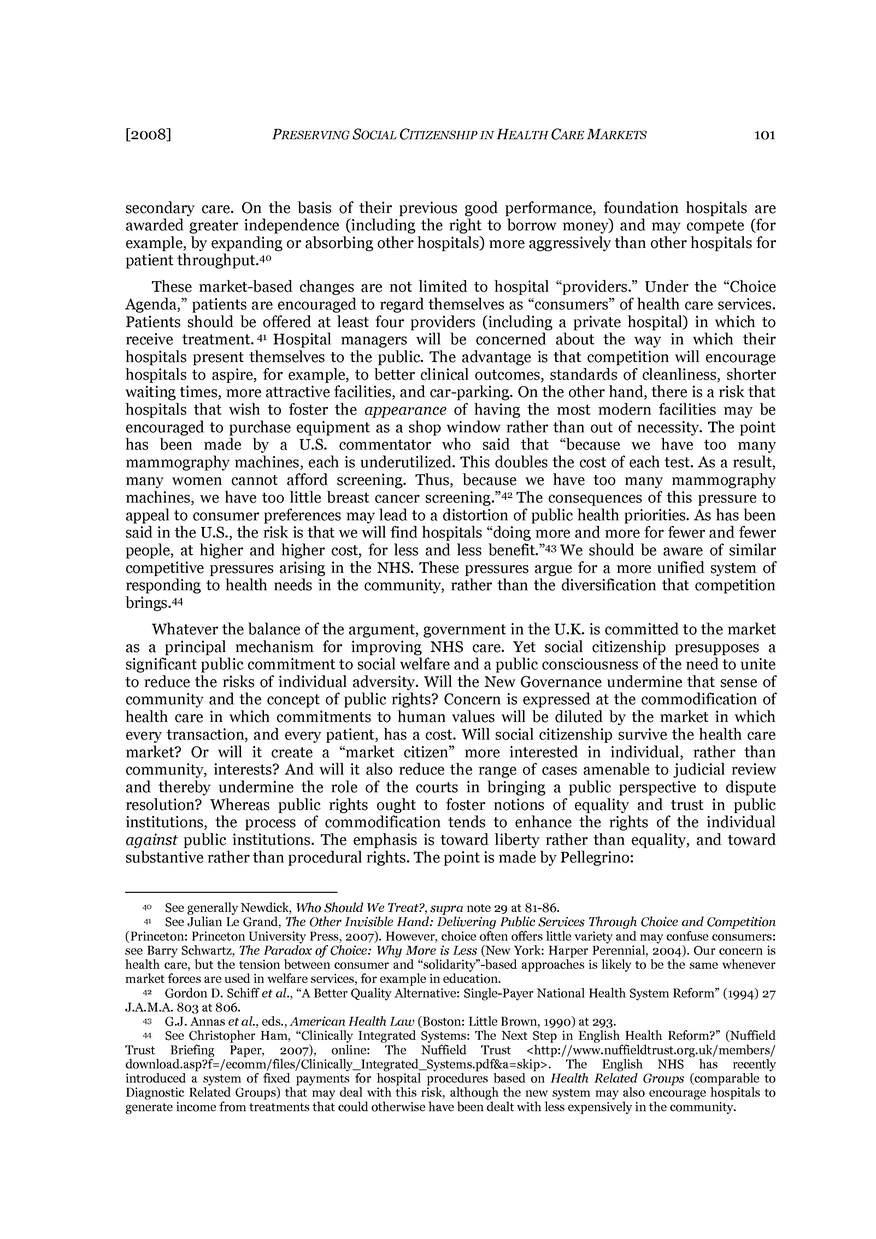 [2008] PRESERVING SOCIAL CITIZENSHIP IN HEALTH CARE MARKETS 101
secondary care. On the basis of their previous good performance, foundation hospitals are
awarded greater independence (including the right to borrow money) and may compete (for
example, by expanding or absorbing other hospitals) more aggressively than other hospitals for
patient throughput.40
These market-based changes are not limited to hospital “providers.” Under the “Choice
Agenda,” patients are encouraged to regard themselves as “consumers” of health care services.
Patients should be offered at least four providers (including a private hospital) in which to
receive treatment. 41 Hospital managers will be concerned about the way in which their
hospitals present themselves to the public. The advantage is that competition will encourage
hospitals to aspire, for example, to better clinical outcomes, standards of cleanliness, shorter
waiting times, more attractive facilities, and car-parking. On the other hand, there is a risk that
hospitals that wish to foster the appearance of having the most modern facilities may be
encouraged to purchase equipment as a shop window rather than out of necessity. The point
has been made by a U.S. commentator who said that “because we have too many
mammography machines, each is underutilized. This doubles the cost of each test. As a result,
many women cannot afford screening. Thus, because we have too many mammography
machines, we have too little breast cancer screening.”42 The consequences of this pressure to
appeal to consumer preferences may lead to a distortion of public health priorities. As has been
said in the U.S., the risk is that we will find hospitals “doing more and more for fewer and fewer
people, at higher and higher cost, for less and less benefit.”43 We should be aware of similar
competitive pressures arising in the NHS. These pressures argue for a more unified system of
responding to health needs in the community, rather than the diversification that competition
brings.44
Whatever the balance of the argument, government in the U.K. is committed to the market
as a principal mechanism for improving NHS care. Yet social citizenship presupposes a
significant public commitment to social welfare and a public consciousness of the need to unite
to reduce the risks of individual adversity. Will the New Governance undermine that sense of
community and the concept of public rights? Concern is expressed at the commodification of
health care in which commitments to human values will be diluted by the market in which
every transaction, and every patient, has a cost. Will social citizenship survive the health care
market? Or will it create a “market citizen” more interested in individual, rather than
community, interests? And will it also reduce the range of cases amenable to judicial review
and thereby undermine the role of the courts in bringing a public perspective to dispute
resolution? Whereas public rights ought to foster notions of equality and trust in public
institutions, the process of commodification tends to enhance the rights of the individual
against public institutions. The emphasis is toward liberty rather than equality, and toward
substantive rather than procedural rights. The point is made by Pellegrino:
40 See generally Newdick, Who Should We Treat?, supra note 29 at 81-86.
41 See Julian Le Grand, The Other Invisible Hand: Delivering Public Services Through Choice and Competition
(Princeton: Princeton University Press, 2007). However, choice often offers little variety and may confuse consumers:
see Barry Schwartz, The Paradox of Choice: Why More is Less (New York: Harper Perennial, 2004). Our concern is
health care, but the tension between consumer and “solidarity”-based approaches is likely to be the same whenever
market forces are used in welfare services, for example in education.
42 Gordon D. Schiff et al., “A Better Quality Alternative: Single-Payer National Health System Reform” (1994) 27
J.A.M.A. 803 at 806.
43 G.J. Annas et al., eds., American Health Law (Boston: Little Brown, 1990) at 293.
44 See Christopher Ham, “Clinically Integrated Systems: The Next Step in English Health Reform?” (Nuffield
Trust Briefing Paper, 2007), online: The Nuffield Trust <http://www.nuffieldtrust.org.uk/members/
download.asp?f=/ecomm/files/Clinically_Integrated_Systems.pdf&a=skip>. The English NHS has recently
introduced a system of fixed payments for hospital procedures based on Health Related Groups (comparable to
Diagnostic Related Groups) that may deal with this risk, although the new system may also encourage hospitals to
generate income from treatments that could otherwise have been dealt with less expensively in the community.